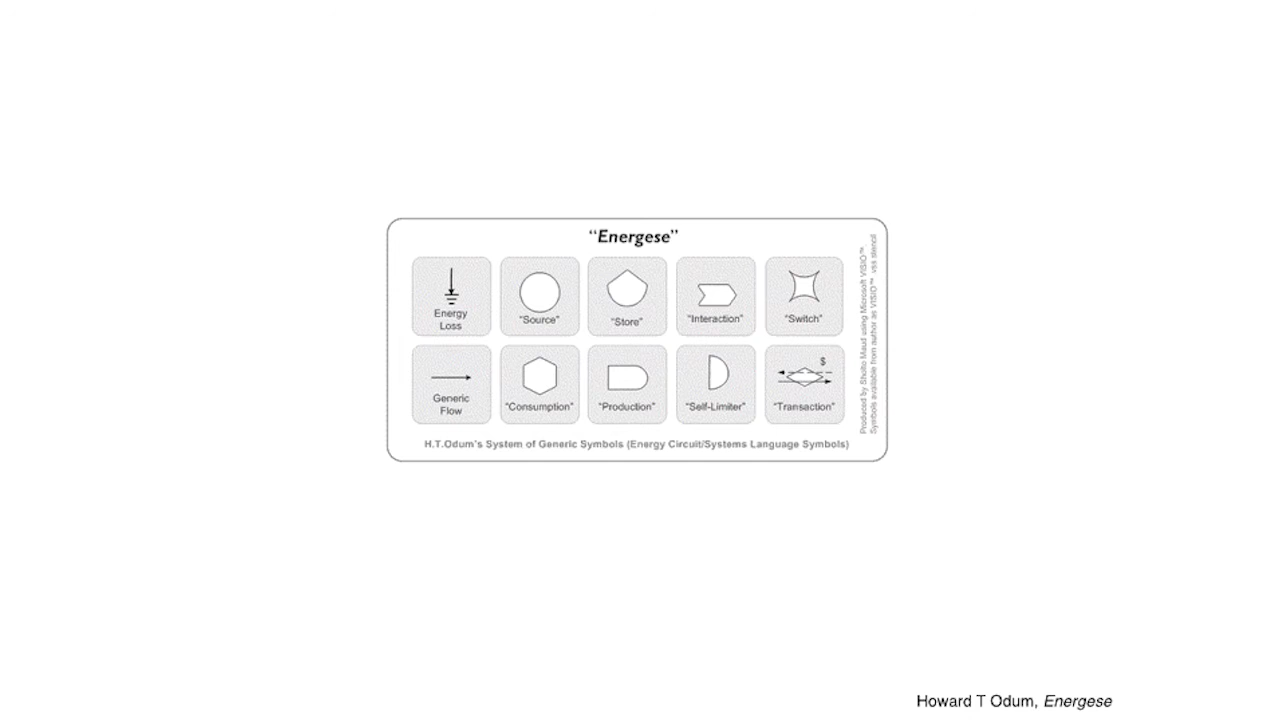 “Energese”
Energy
Loss
“Source”
“Store”
“Interaction”
“Switch”
Generic
Flow
“Consumption”
“Production”
“Self-Limiter”
$
“Transaction”
H.T.Odum's System of Generic Symbols (Energy Circuit/Systems Language Symbols)
Produced by Sholto Maud using Microsoft VISIO™.
Symbols available from author as VISIO™ vss stencil
Howard T Odum, Energese